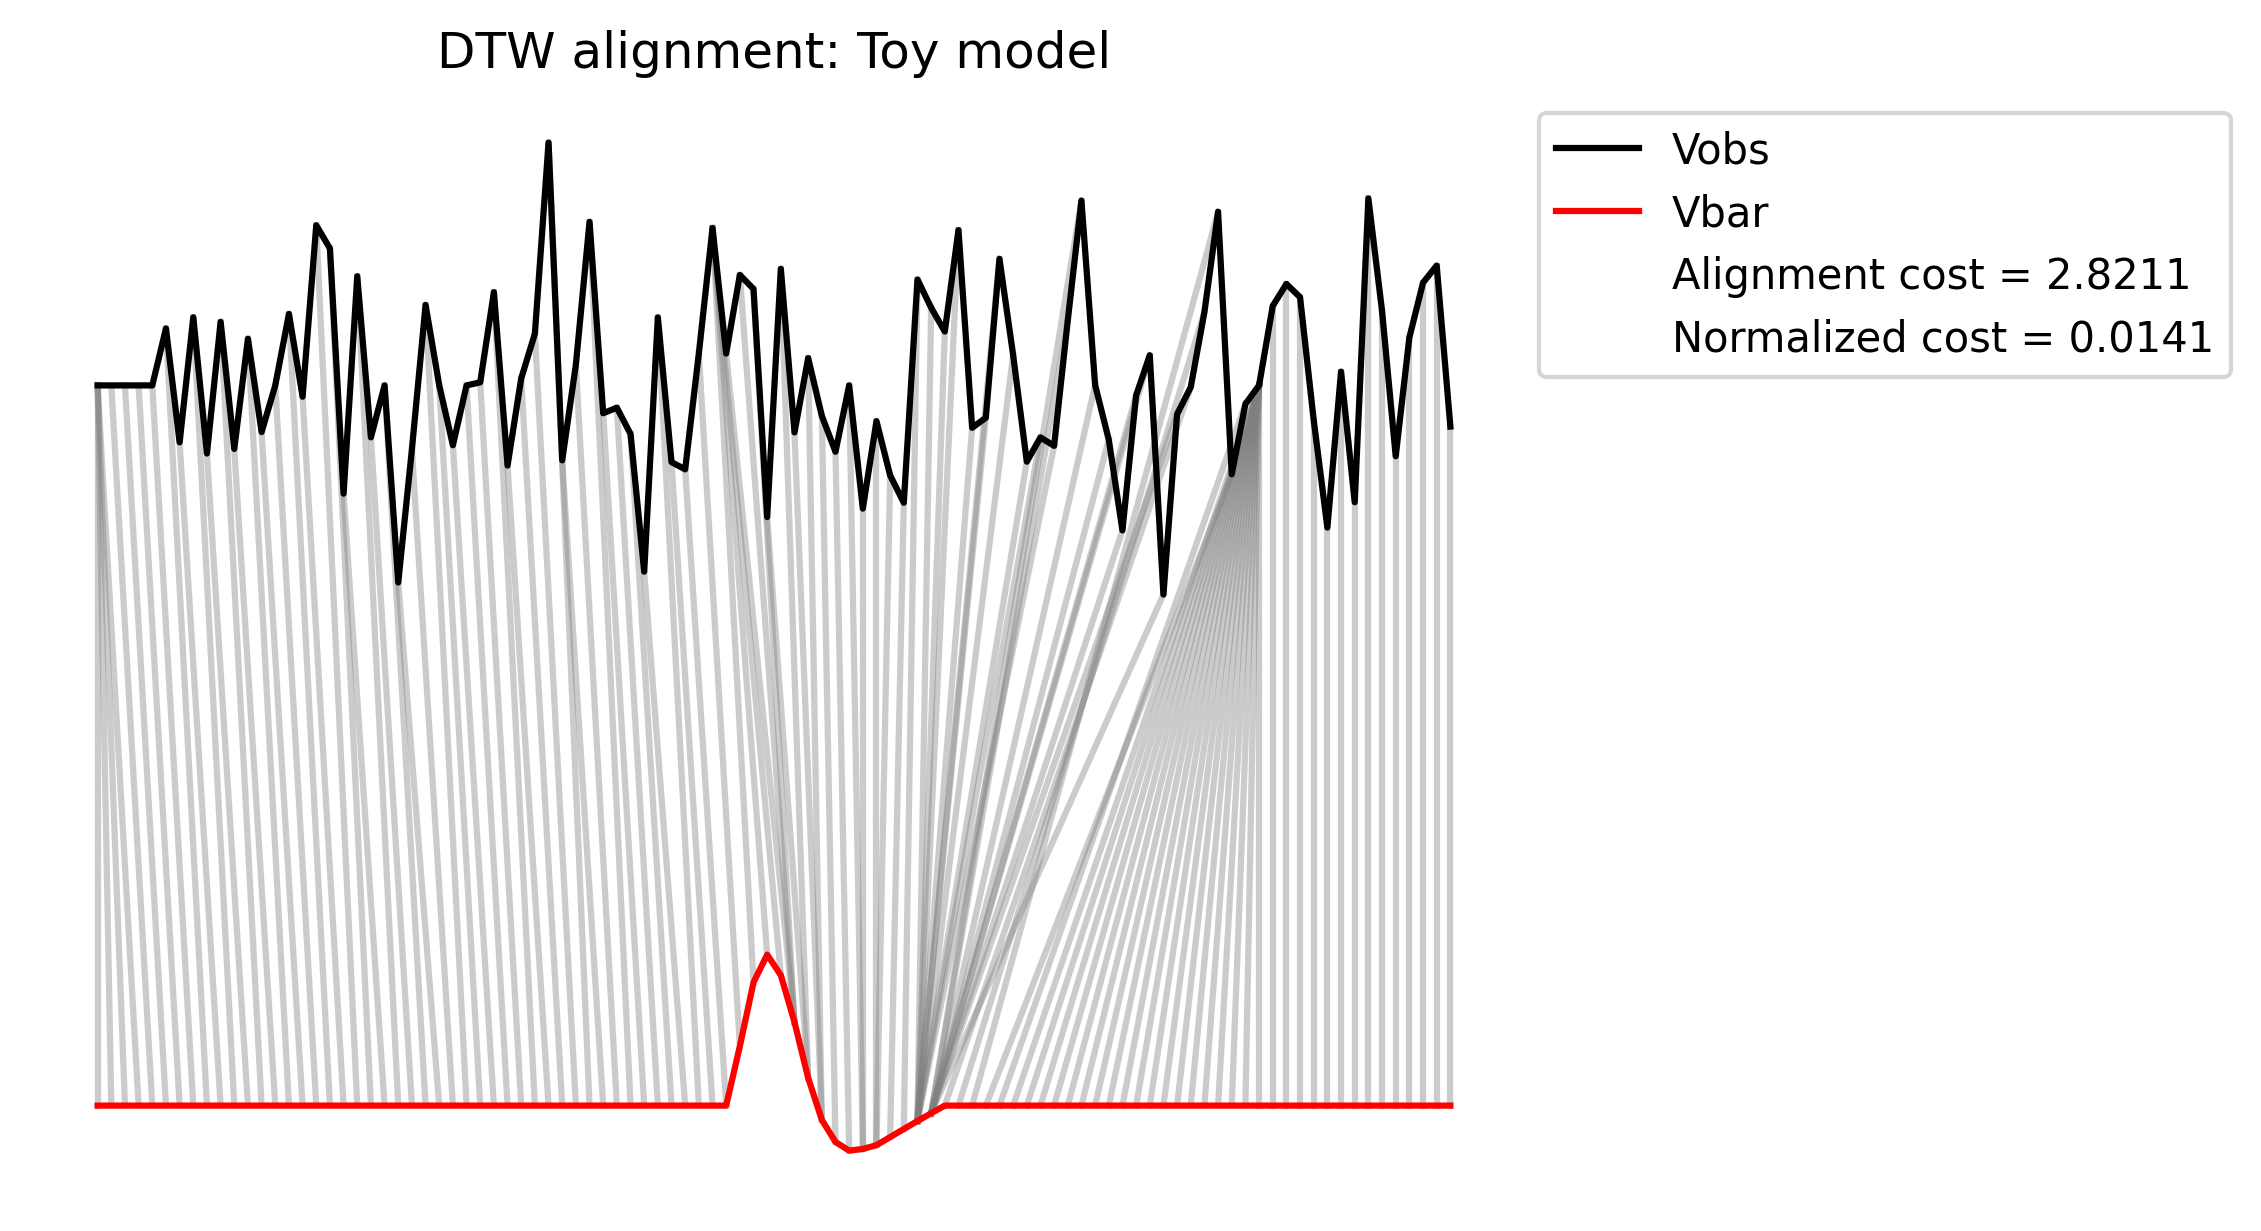 DTW alignment: Toy model
Vobs
Vbar
Alignment cost = 2.8211
Normalized cost = 0.0141